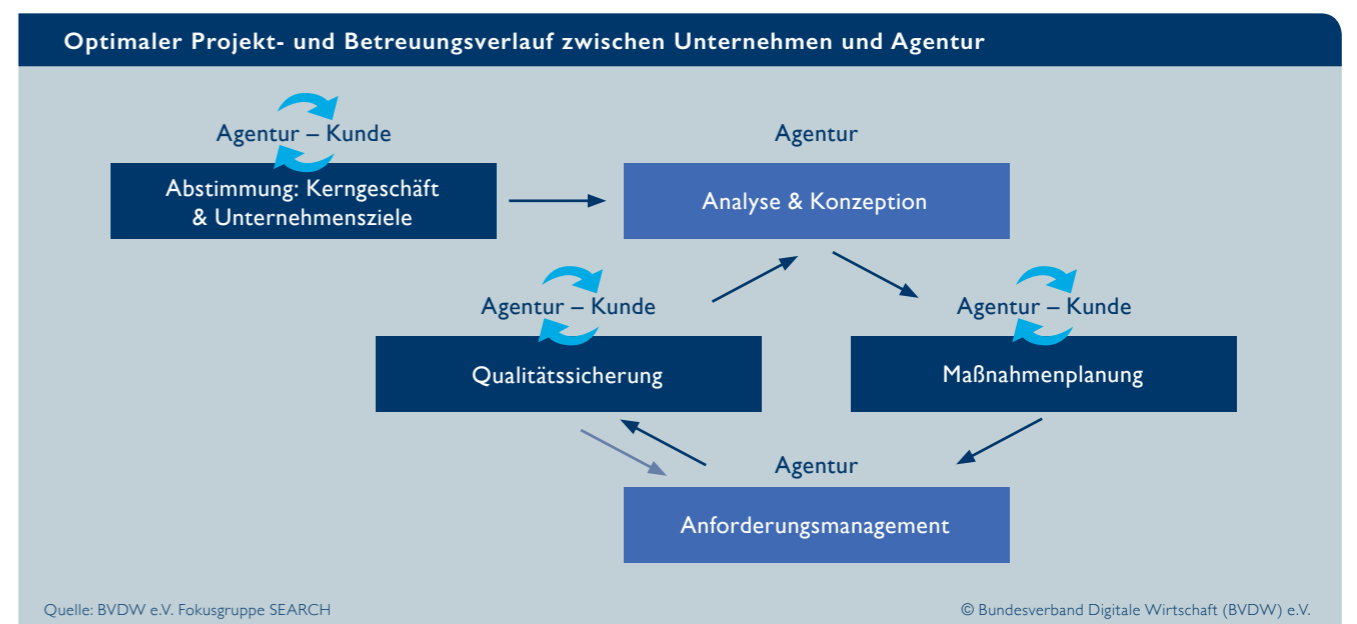 Optimaler Projekt- und Betreuungsverlauf zwischen Unternehmen und Agentur
Agentur – Kunde
Abstimmung: Kerngeschäft
& Unternehmensziele
Agentur
Analyse & Konzeption
Agentur – Kunde
Qualitätssicherung
Agentur – Kunde
Maßnahmenplanung
Agentur
Anforderungsmanagement
Quelle: BVDW e.V. Fokusgruppe SEARCH
© Bundesverband Digitale Wirtschaft (BVDW) e.V.